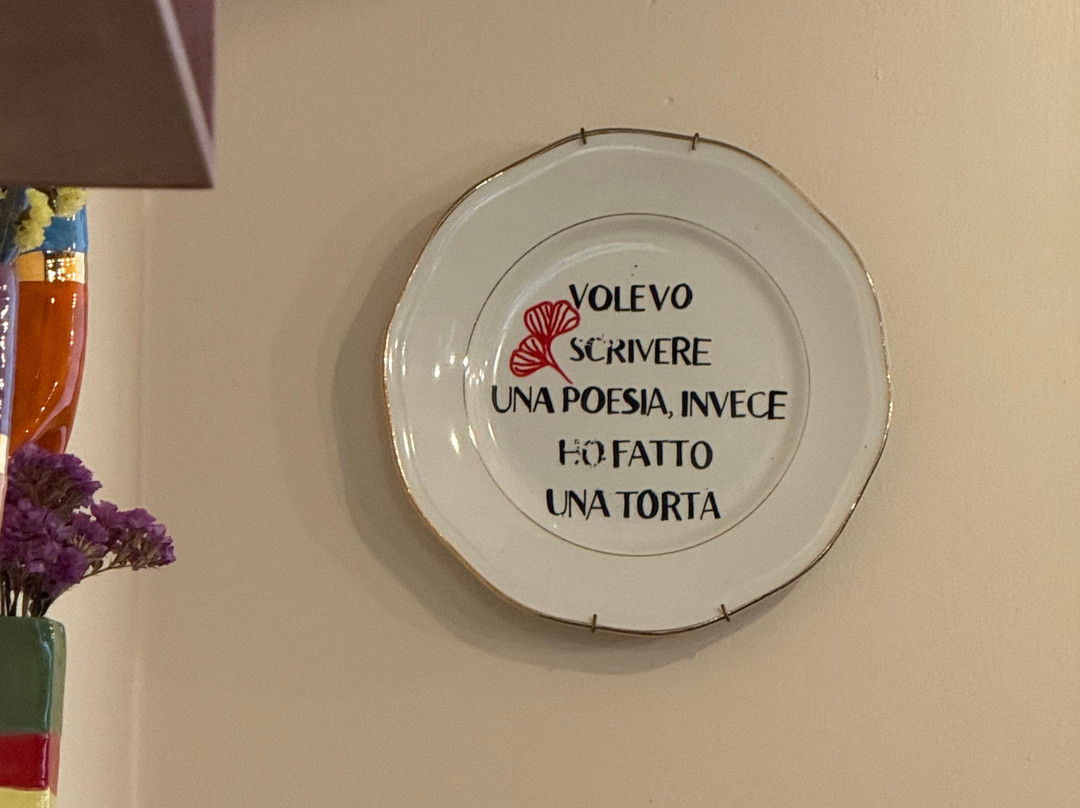 VOLEVO
SCRIVERE
UNA POESIA, INVECE
HO FATTO
UNA TORTA